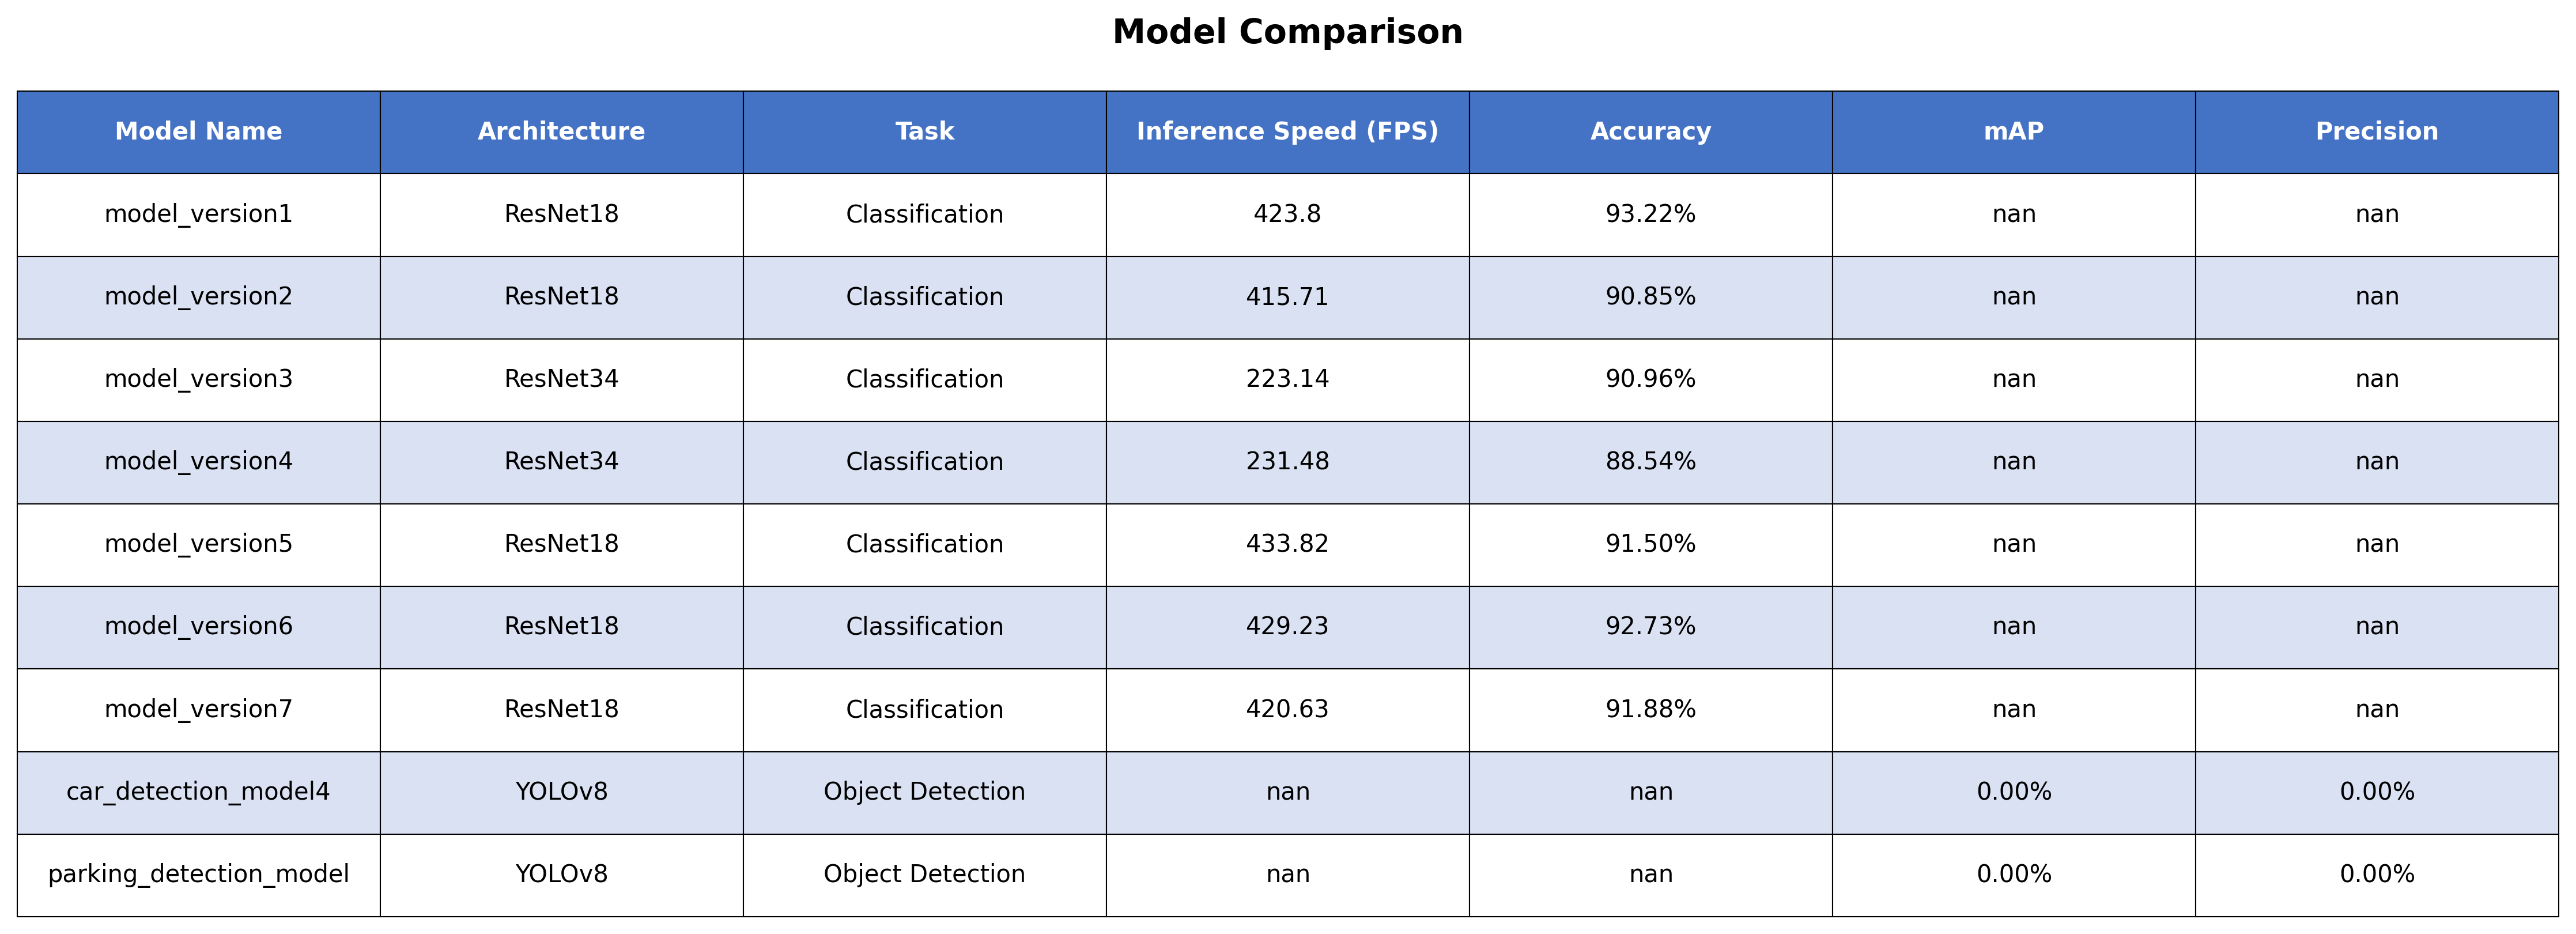 Model Comparison
Model Name Architecture Task Inference Speed (FPS) Accuracy mAP Precision
model_version1 ResNet18 Classification 423.8 93.22% nan nan
model_version2 ResNet18 Classification 415.71 90.85% nan nan
model_version3 ResNet34 Classification 223.14 90.96% nan nan
model_version4 ResNet34 Classification 231.48 88.54% nan nan
model_version5 ResNet18 Classification 433.82 91.50% nan nan
model_version6 ResNet18 Classification 429.23 92.73% nan nan
model_version7 ResNet18 Classification 420.63 91.88% nan nan
car_detection_model4 YOLOv8 Object Detection nan nan 0.00% 0.00%
parking_detection_model YOLOv8 Object Detection nan nan 0.00% 0.00%